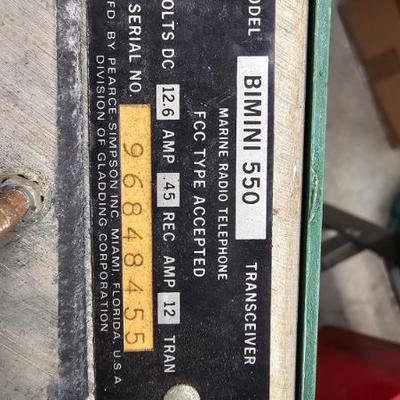 MODEL BIMINI 550 TRANSCEIVER
MARINE RADIO TELEPHONE
FCC TYPE ACCEPTED
VOLTS DC 12.6 AMP .45 REC AMP 12 TRAN
SERIAL NO. 96848455
MFD BY PEARCE SIMPSON INC. MIAMI, FLORIDA, U.S.A
DIVISION OF GLADDING CORPORATION